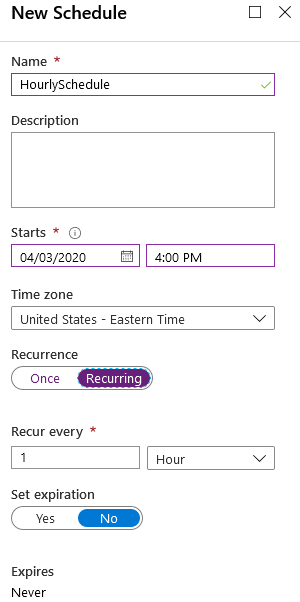 New Schedule
Name *
HourlySchedule
Description
Starts *
04/03/2020 4:00 PM
Time zone
United States - Eastern Time
Recurrence
Once Recurring
Recur every *
1 Hour
Set expiration
Yes No
Expires
Never